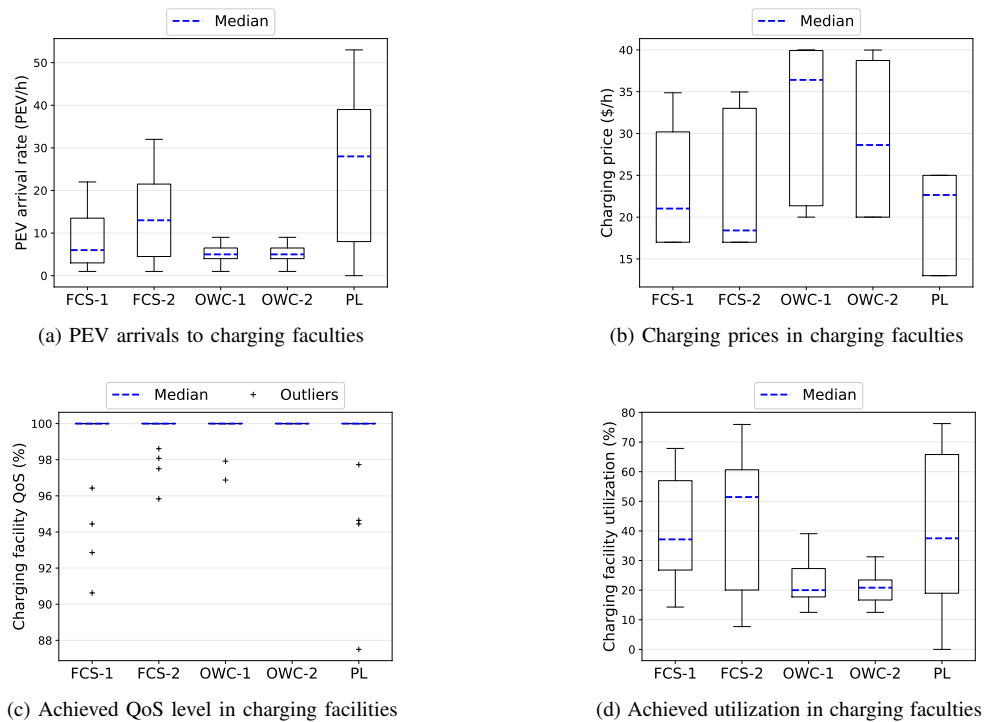 Median
PEV arrival rate (PEV/h)
50
40
30
20
10
0
FCS-1 FCS-2 OWC-1 OWC-2 PL
(a) PEV arrivals to charging faculties
Median
Charging price ($/h)
40
35
30
25
20
15
FCS-1 FCS-2 OWC-1 OWC-2 PL
(b) Charging prices in charging faculties
Median Outliers
Charging facility QoS (%)
100
98
96
94
92
90
88
FCS-1 FCS-2 OWC-1 OWC-2 PL
(c) Achieved QoS level in charging facilities
Median
Charging facility utilization (%)
80
70
60
50
40
30
20
10
0
FCS-1 FCS-2 OWC-1 OWC-2 PL
(d) Achieved utilization in charging faculties